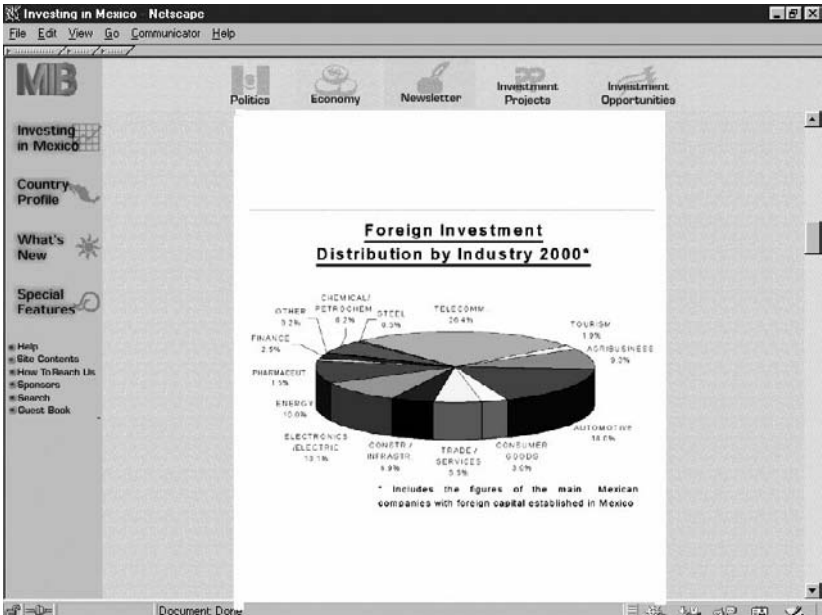 Investing in Mexico - Netscape
File Edit View Go Communicator Help
MB
Politics
Economy
Newsletter
Investment
Projects
Investment
Opportunities
Investing
in Mexico
Country
Profile
What's
New
Special
Features
Help
Site Contents
How To Reach Us
Sponsors
Search
Guest Book
Foreign Investment
Distribution by Industry 2000*
CHEMICAL/
PETROCHEM
OTHER
STEEL
TELECOMM.
TOURISM
AGRIBUSINESS
FINANCE
2.5%
PHARMACEUT
ENERGY
ELECTRONICS
/ELECTRIC
CONSTR /
INFRASTR.
TRADE /
SERVICES
CONSUMER
GOODS
AUTOMOTIVE
* Includes the figures of the main Mexican
companies with foreign capital established in Mexico
Document: Done